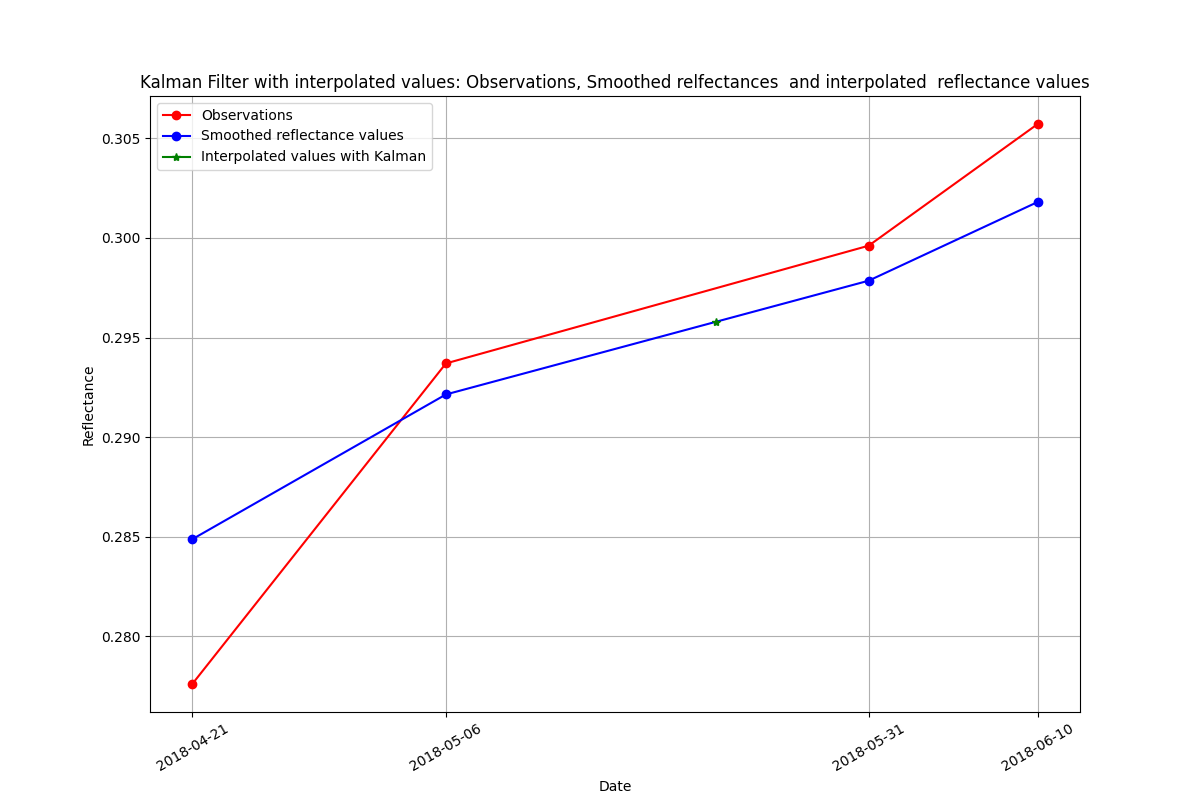 Kalman Filter with interpolated values: Observations, Smoothed relfectances  and interpolated  reflectance values
Observations
Smoothed reflectance values
Interpolated values with Kalman
0.305
0.300
0.295
0.290
0.285
0.280
Reflectance
2018-04-21
2018-05-06
2018-05-31
2018-06-10
Date